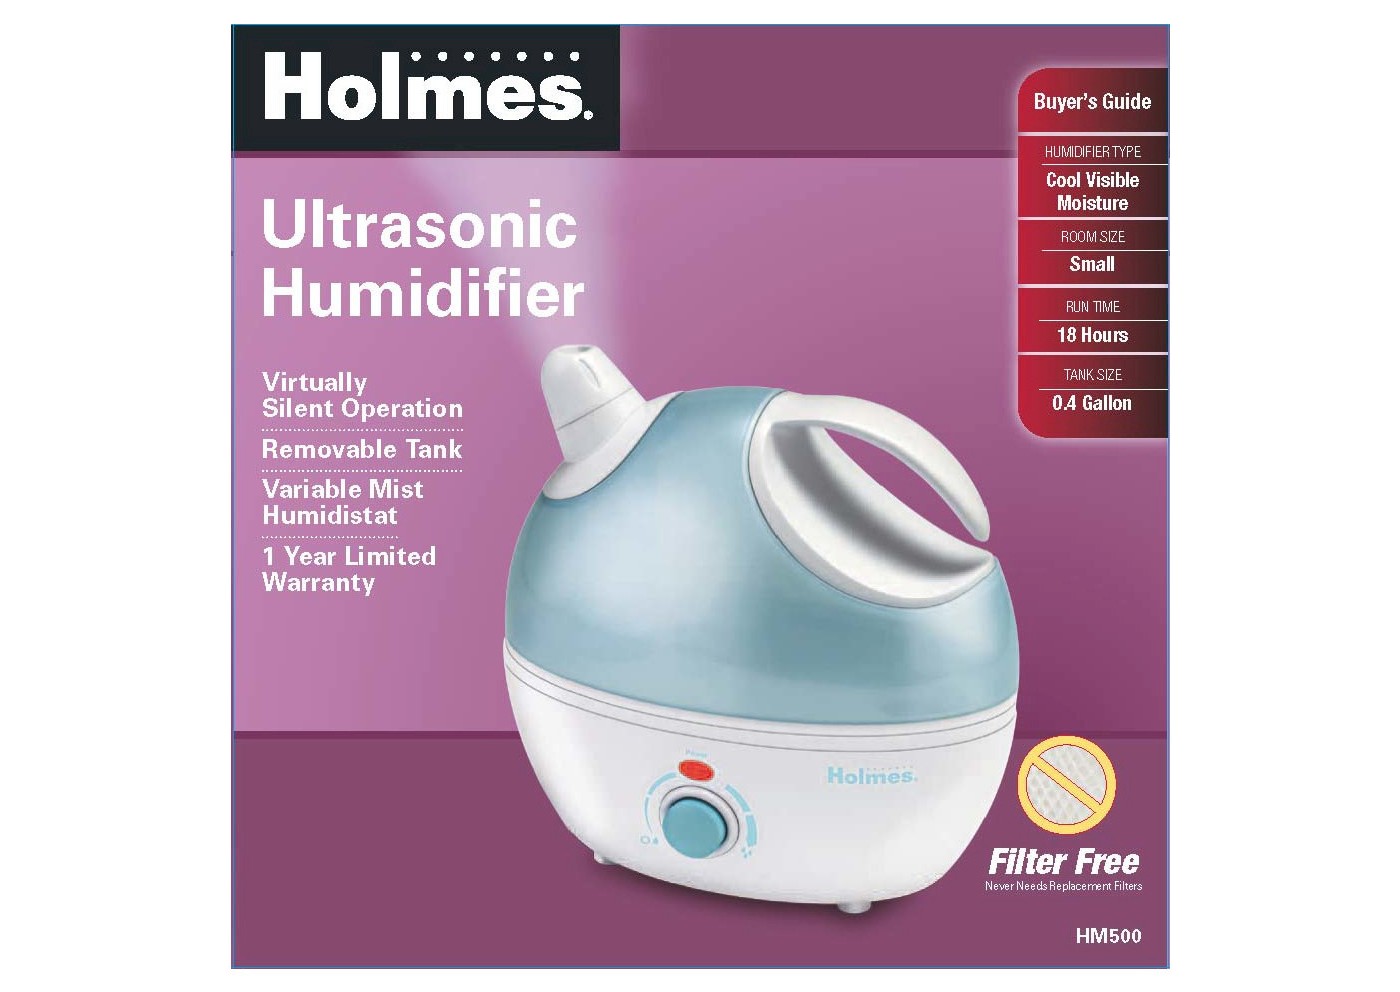 Holmes.
Ultrasonic
Humidifier
Virtually
Silent Operation
Removable Tank
Variable Mist
Humidistat
1 Year Limited
Warranty
Buyer's Guide
HUMIDIFIER TYPE
Cool Visible
Moisture
ROOM SIZE
Small
RUN TIME
18 Hours
TANK SIZE
0.4 Gallon
Power
Holmes.
Filter Free
Never Needs Replacement Filters
HM500